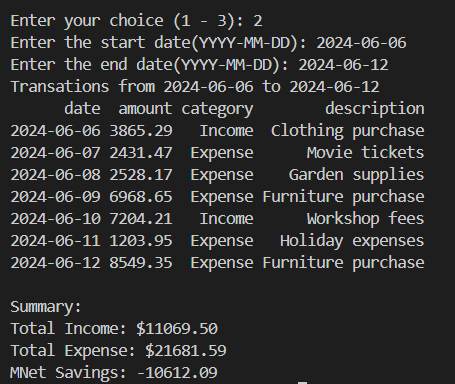 Enter your choice (1 - 3): 2
Enter the start date(YYYY-MM-DD): 2024-06-06
Enter the end date(YYYY-MM-DD): 2024-06-12
Transations from 2024-06-06 to 2024-06-12
date amount category description
2024-06-06 3865.29 Income Clothing purchase
2024-06-07 2431.47 Expense Movie tickets
2024-06-08 2528.17 Expense Garden supplies
2024-06-09 6968.65 Expense Furniture purchase
2024-06-10 7204.21 Income Workshop fees
2024-06-11 1203.95 Expense Holiday expenses
2024-06-12 8549.35 Expense Furniture purchase
Summary:
Total Income: $11069.50
Total Expense: $21681.59
MNet Savings: -10612.09